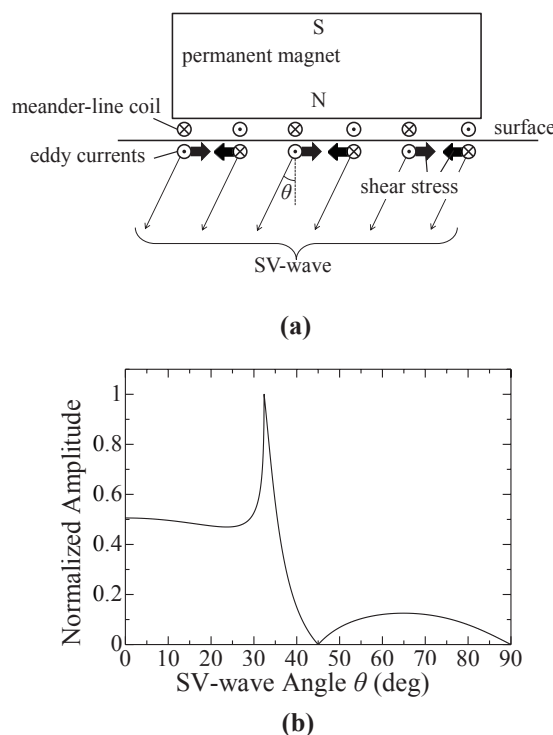 S
permanent magnet
N
meander-line coil
surface
eddy currents
θ
shear stress
SV-wave
(a)
Normalized Amplitude
1
0.8
0.6
0.4
0.2
0
0 10 20 30 40 50 60 70 80 90
SV-wave Angle θ (deg)
(b)